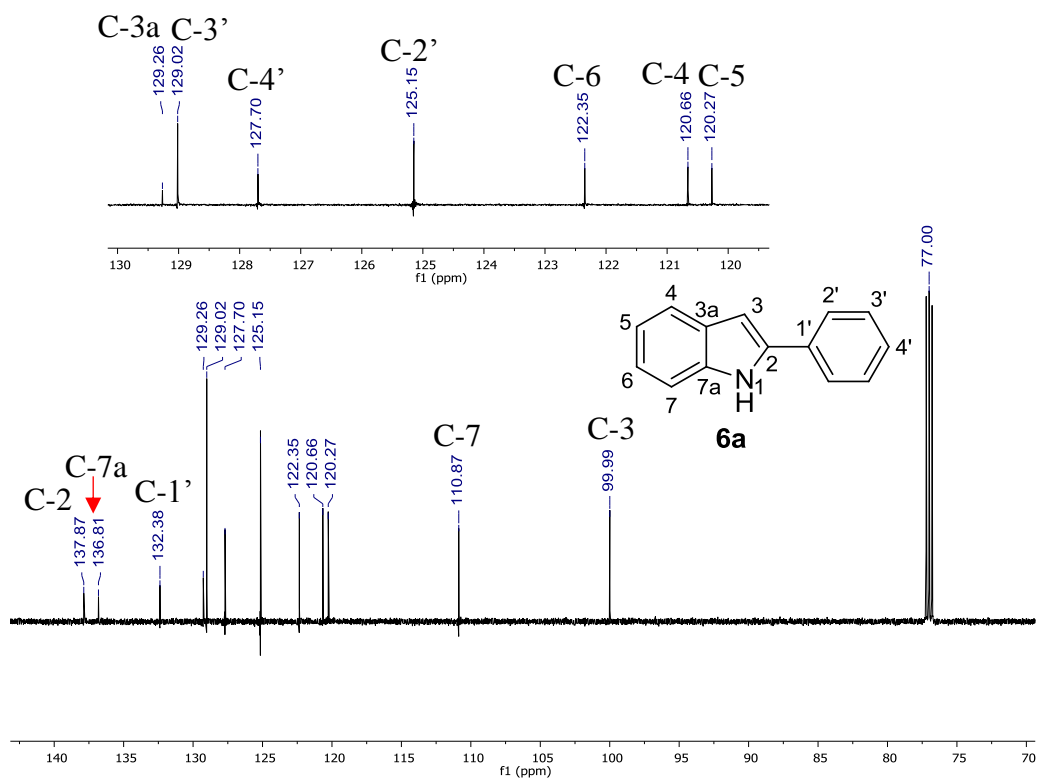 C-3a C-3’
C-4’
C-2’
C-6
C-4 C-5
129.26
129.02
127.70
125.15
122.35
120.66
120.27
130 129 128 127 126 125 124 123 122 121 120
f1 (ppm)
77.00
129.26
129.02
127.70
125.15
4
3
2'
3'
5
3a
1'
4'
6
2
7a
N1
7
H
6a
C-7
C-3
C-7a
C-2
C-1’
137.87
136.81
132.38
122.35
120.66
120.27
110.87
99.99
140 135 130 125 120 115 110 105 100 95 90 85 80 75 70
f1 (ppm)